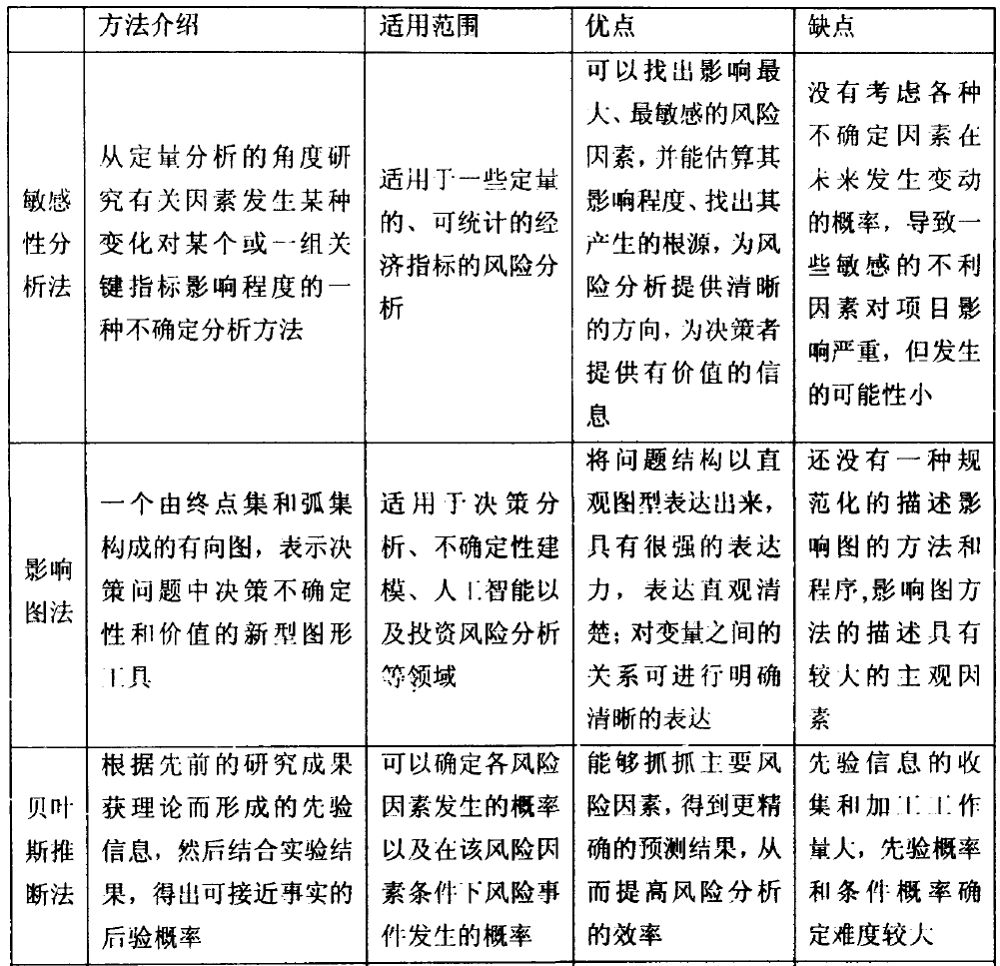 方法介绍
适用范围
优点
缺点
敏感
性分
析法
从定量分析的角度研
究有关因素发生某种
变化对某个或一组关
键指标影响程度的一
种不确定分析方法
适用于一些定量
的、可统计的经
济指标的风险分
析
可以找出影响最
大、最敏感的风险
因素,并能估算其
影响程度、找出其
产生的根源，为风
险分析提供清晰
的方向，为决策者
提供有价值的信
息
没有考虑各种
不确定因素在
未来发生变动
的概率，导致一
些敏感的不利
因素对项目影
响严重，但发生
的可能性小
影响
图法
一个由终点集和弧集
构成的有向图，表示决
策问题中决策不确定
性和价值的新型图形
工具
适用于决策分
析、不确定性建
模、人工智能以
及投资风险分析
等领域
将问题结构以直
观图型表达出来，
具有很强的表达
力，表达直观清
楚；对变量之间的
关系可进行明确
清晰的表达
还没有一种规
范化的描述影
响图的方法和
程序,影响图方
法的描述具有
较大的主观因
素
贝叶
斯推
断法
根据先前的研究成果
获理论而形成的先验
信息，然后结合实验结
果，得出可接近事实的
后验概率
可以确定各风险
因素发生的概率
以及在该风险因
素条件下风险事
件发生的概率
能够抓抓主要风
险因素，得到更精
确的预测结果，从
而提高风险分析
的效率
先验信息的收
集和加工工作
量大，先验概率
和条件概率确
定难度较大